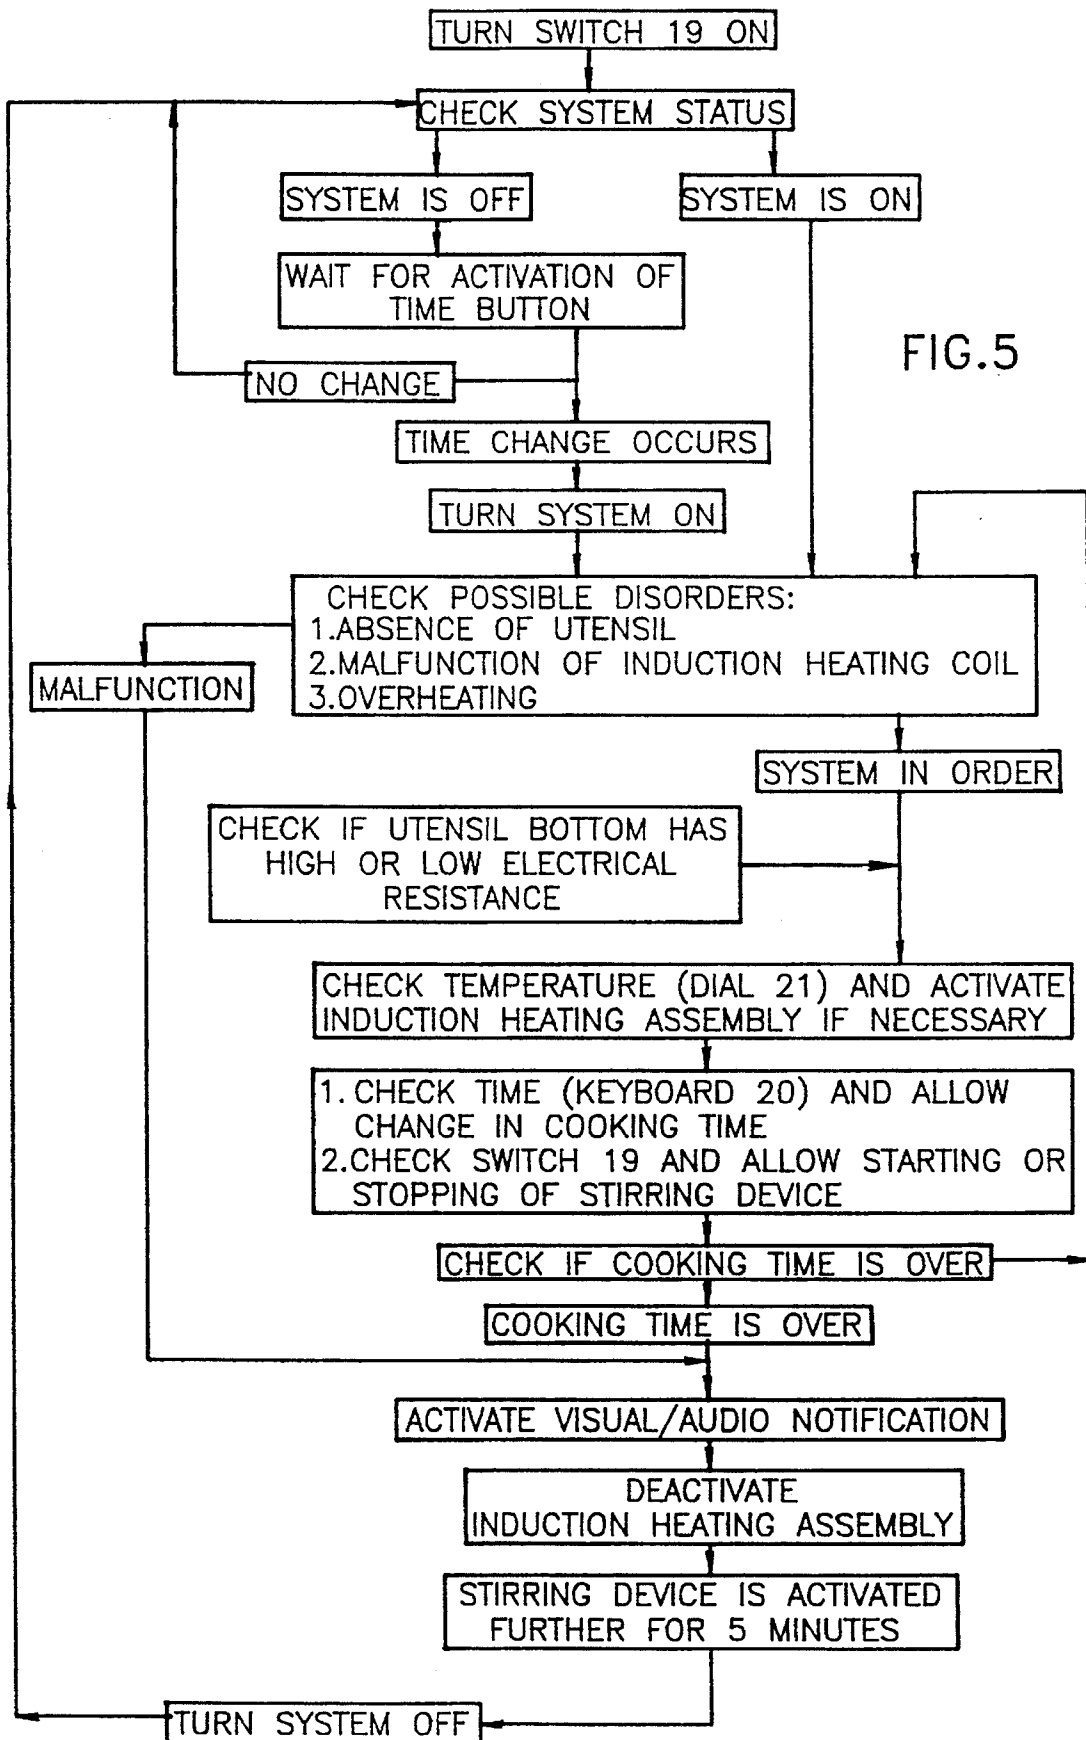 TURN SWITCH 19 ON
CHECK SYSTEM STATUS
SYSTEM IS OFF
SYSTEM IS ON
WAIT FOR ACTIVATION OF
TIME BUTTON
FIG.5
NO CHANGE
TIME CHANGE OCCURS
TURN SYSTEM ON
CHECK POSSIBLE DISORDERS:
1.ABSENCE OF UTENSIL
2.MALFUNCTION OF INDUCTION HEATING COIL
3.OVERHEATING
MALFUNCTION
SYSTEM IN ORDER
CHECK IF UTENSIL BOTTOM HAS
HIGH OR LOW ELECTRICAL
RESISTANCE
CHECK TEMPERATURE (DIAL 21) AND ACTIVATE
INDUCTION HEATING ASSEMBLY IF NECESSARY
1. CHECK TIME (KEYBOARD 20) AND ALLOW
CHANGE IN COOKING TIME
2.CHECK SWITCH 19 AND ALLOW STARTING OR
STOPPING OF STIRRING DEVICE
CHECK IF COOKING TIME IS OVER
COOKING TIME IS OVER
ACTIVATE VISUAL/AUDIO NOTIFICATION
DEACTIVATE
INDUCTION HEATING ASSEMBLY
STIRRING DEVICE IS ACTIVATED
FURTHER FOR 5 MINUTES
TURN SYSTEM OFF